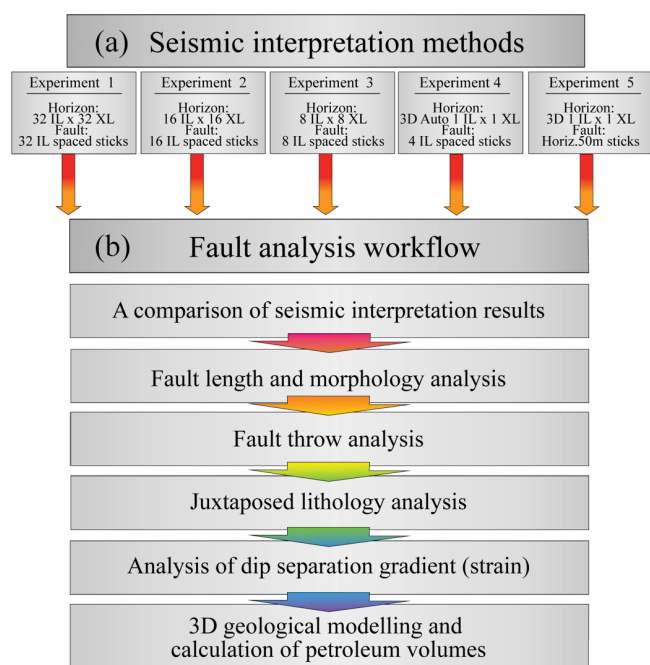 (a) Seismic interpretation methods
Experiment 1
Horizon:
32 IL x 32 XL
Fault:
32 IL spaced sticks
Experiment 2
Horizon:
16 IL x 16 XL
Fault:
16 IL spaced sticks
Experiment 3
Horizon:
8 IL x 8 XL
Fault:
8 IL spaced sticks
Experiment 4
Horizon:
3D Auto 1 IL x 1 XL
Fault:
4 IL spaced sticks
Experiment 5
Horizon:
3D 1 IL x 1 XL
Fault:
Horiz.50m sticks
(b) Fault analysis workflow
A comparison of seismic interpretation results
Fault length and morphology analysis
Fault throw analysis
Juxtaposed lithology analysis
Analysis of dip separation gradient (strain)
3D geological modelling and
calculation of petroleum volumes